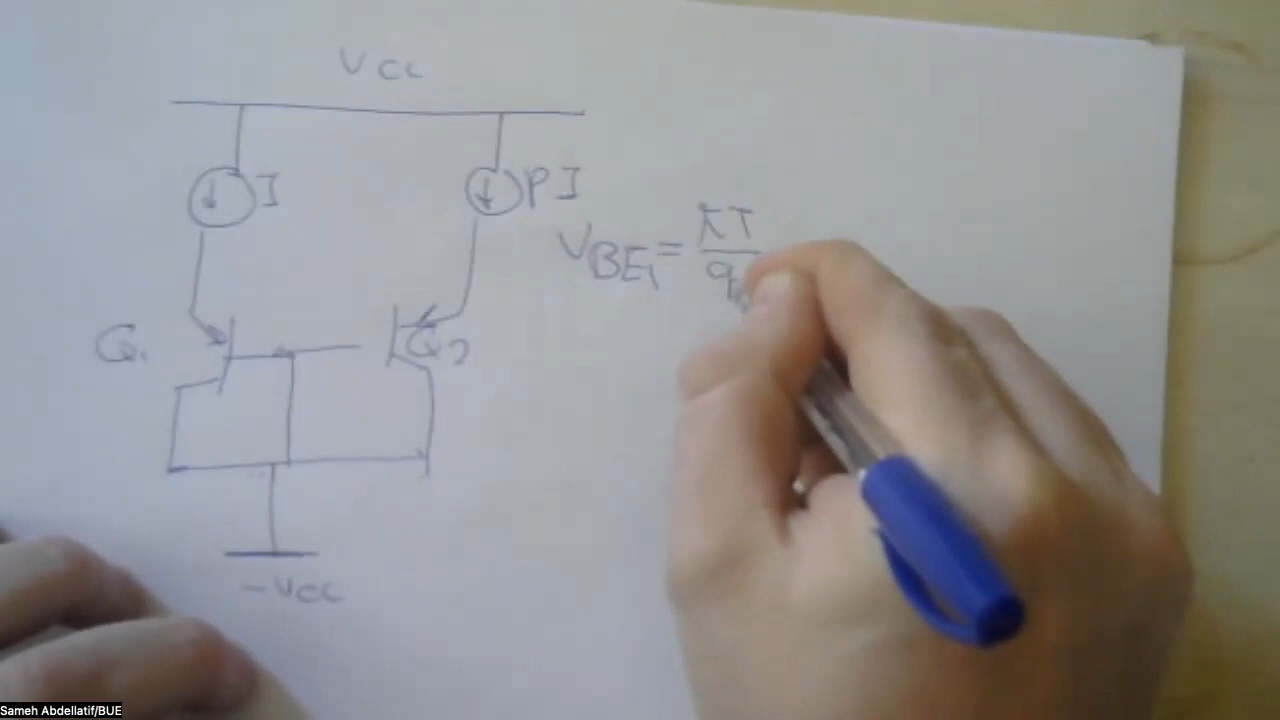 VCC
I
PI
VBE1 = KT
q
Q1
Q2
-VCC
Sameh Abdellatif/BUE